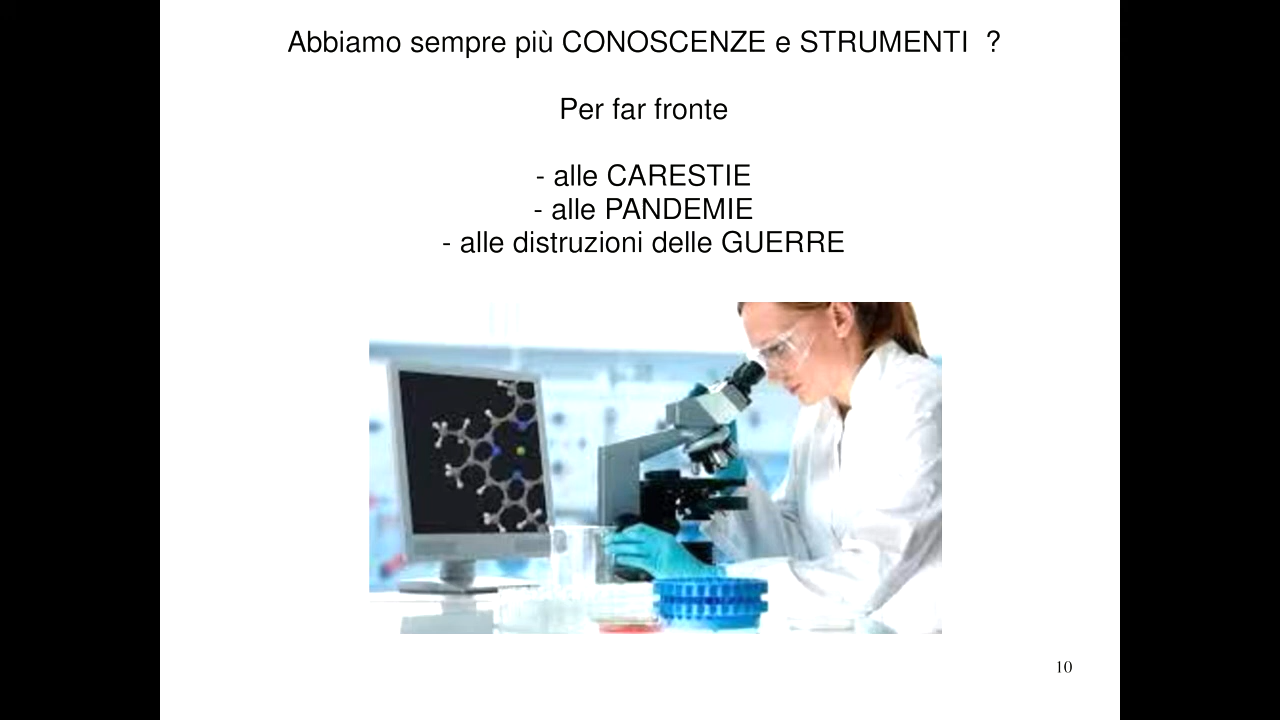 Abbiamo sempre più CONOSCENZE e STRUMENTI  ?
Per far fronte
- alle CARESTIE
- alle PANDEMIE
- alle distruzioni delle GUERRE
10